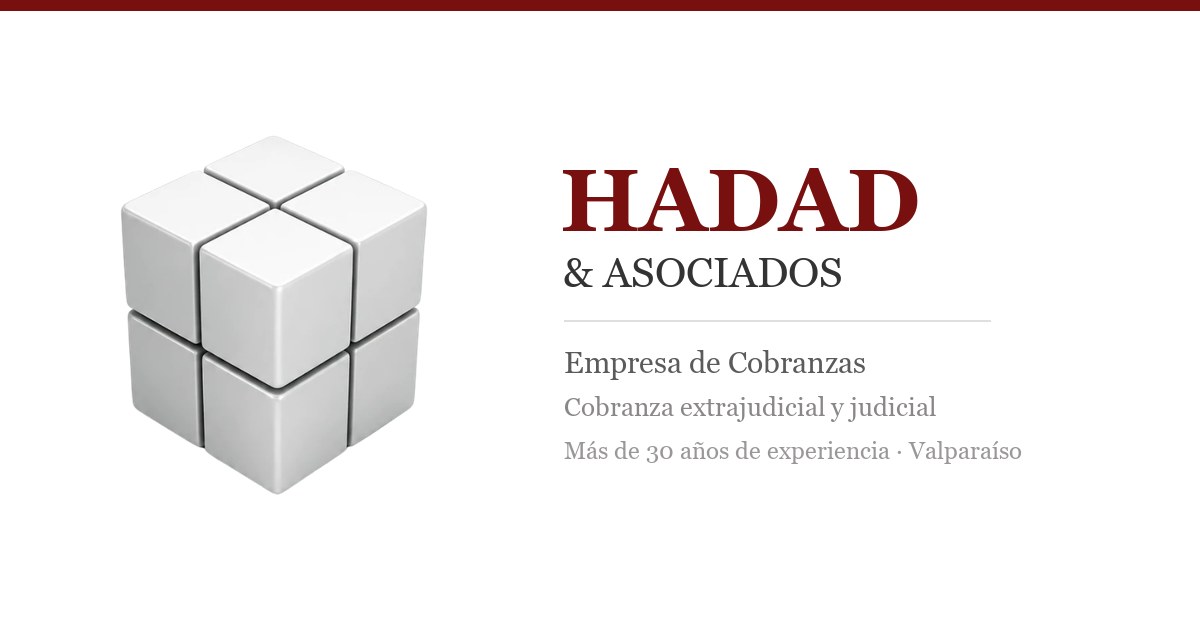 HADAD
& ASOCIADOS
Empresa de Cobranzas
Cobranza extrajudicial y judicial
Más de 30 años de experiencia · Valparaíso